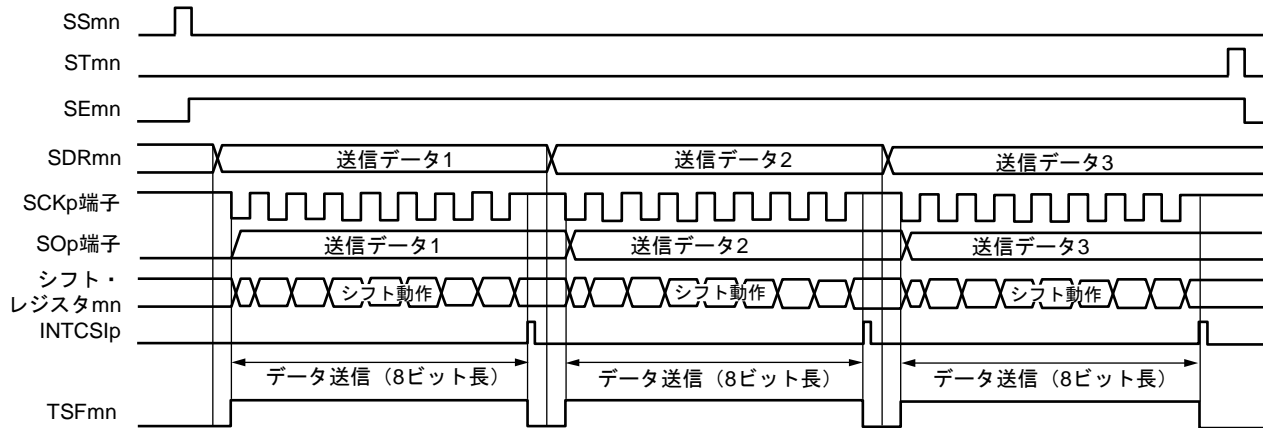 SSmn
STmn
SEmn
SDRmn 送信データ1 送信データ2 送信データ3
SCKp端子
SOp端子 送信データ1 送信データ2 送信データ3
シフト・
レジスタmn シフト動作 シフト動作 シフト動作
INTCSIp
データ送信（8ビット長） データ送信（8ビット長） データ送信（8ビット長）
TSFmn